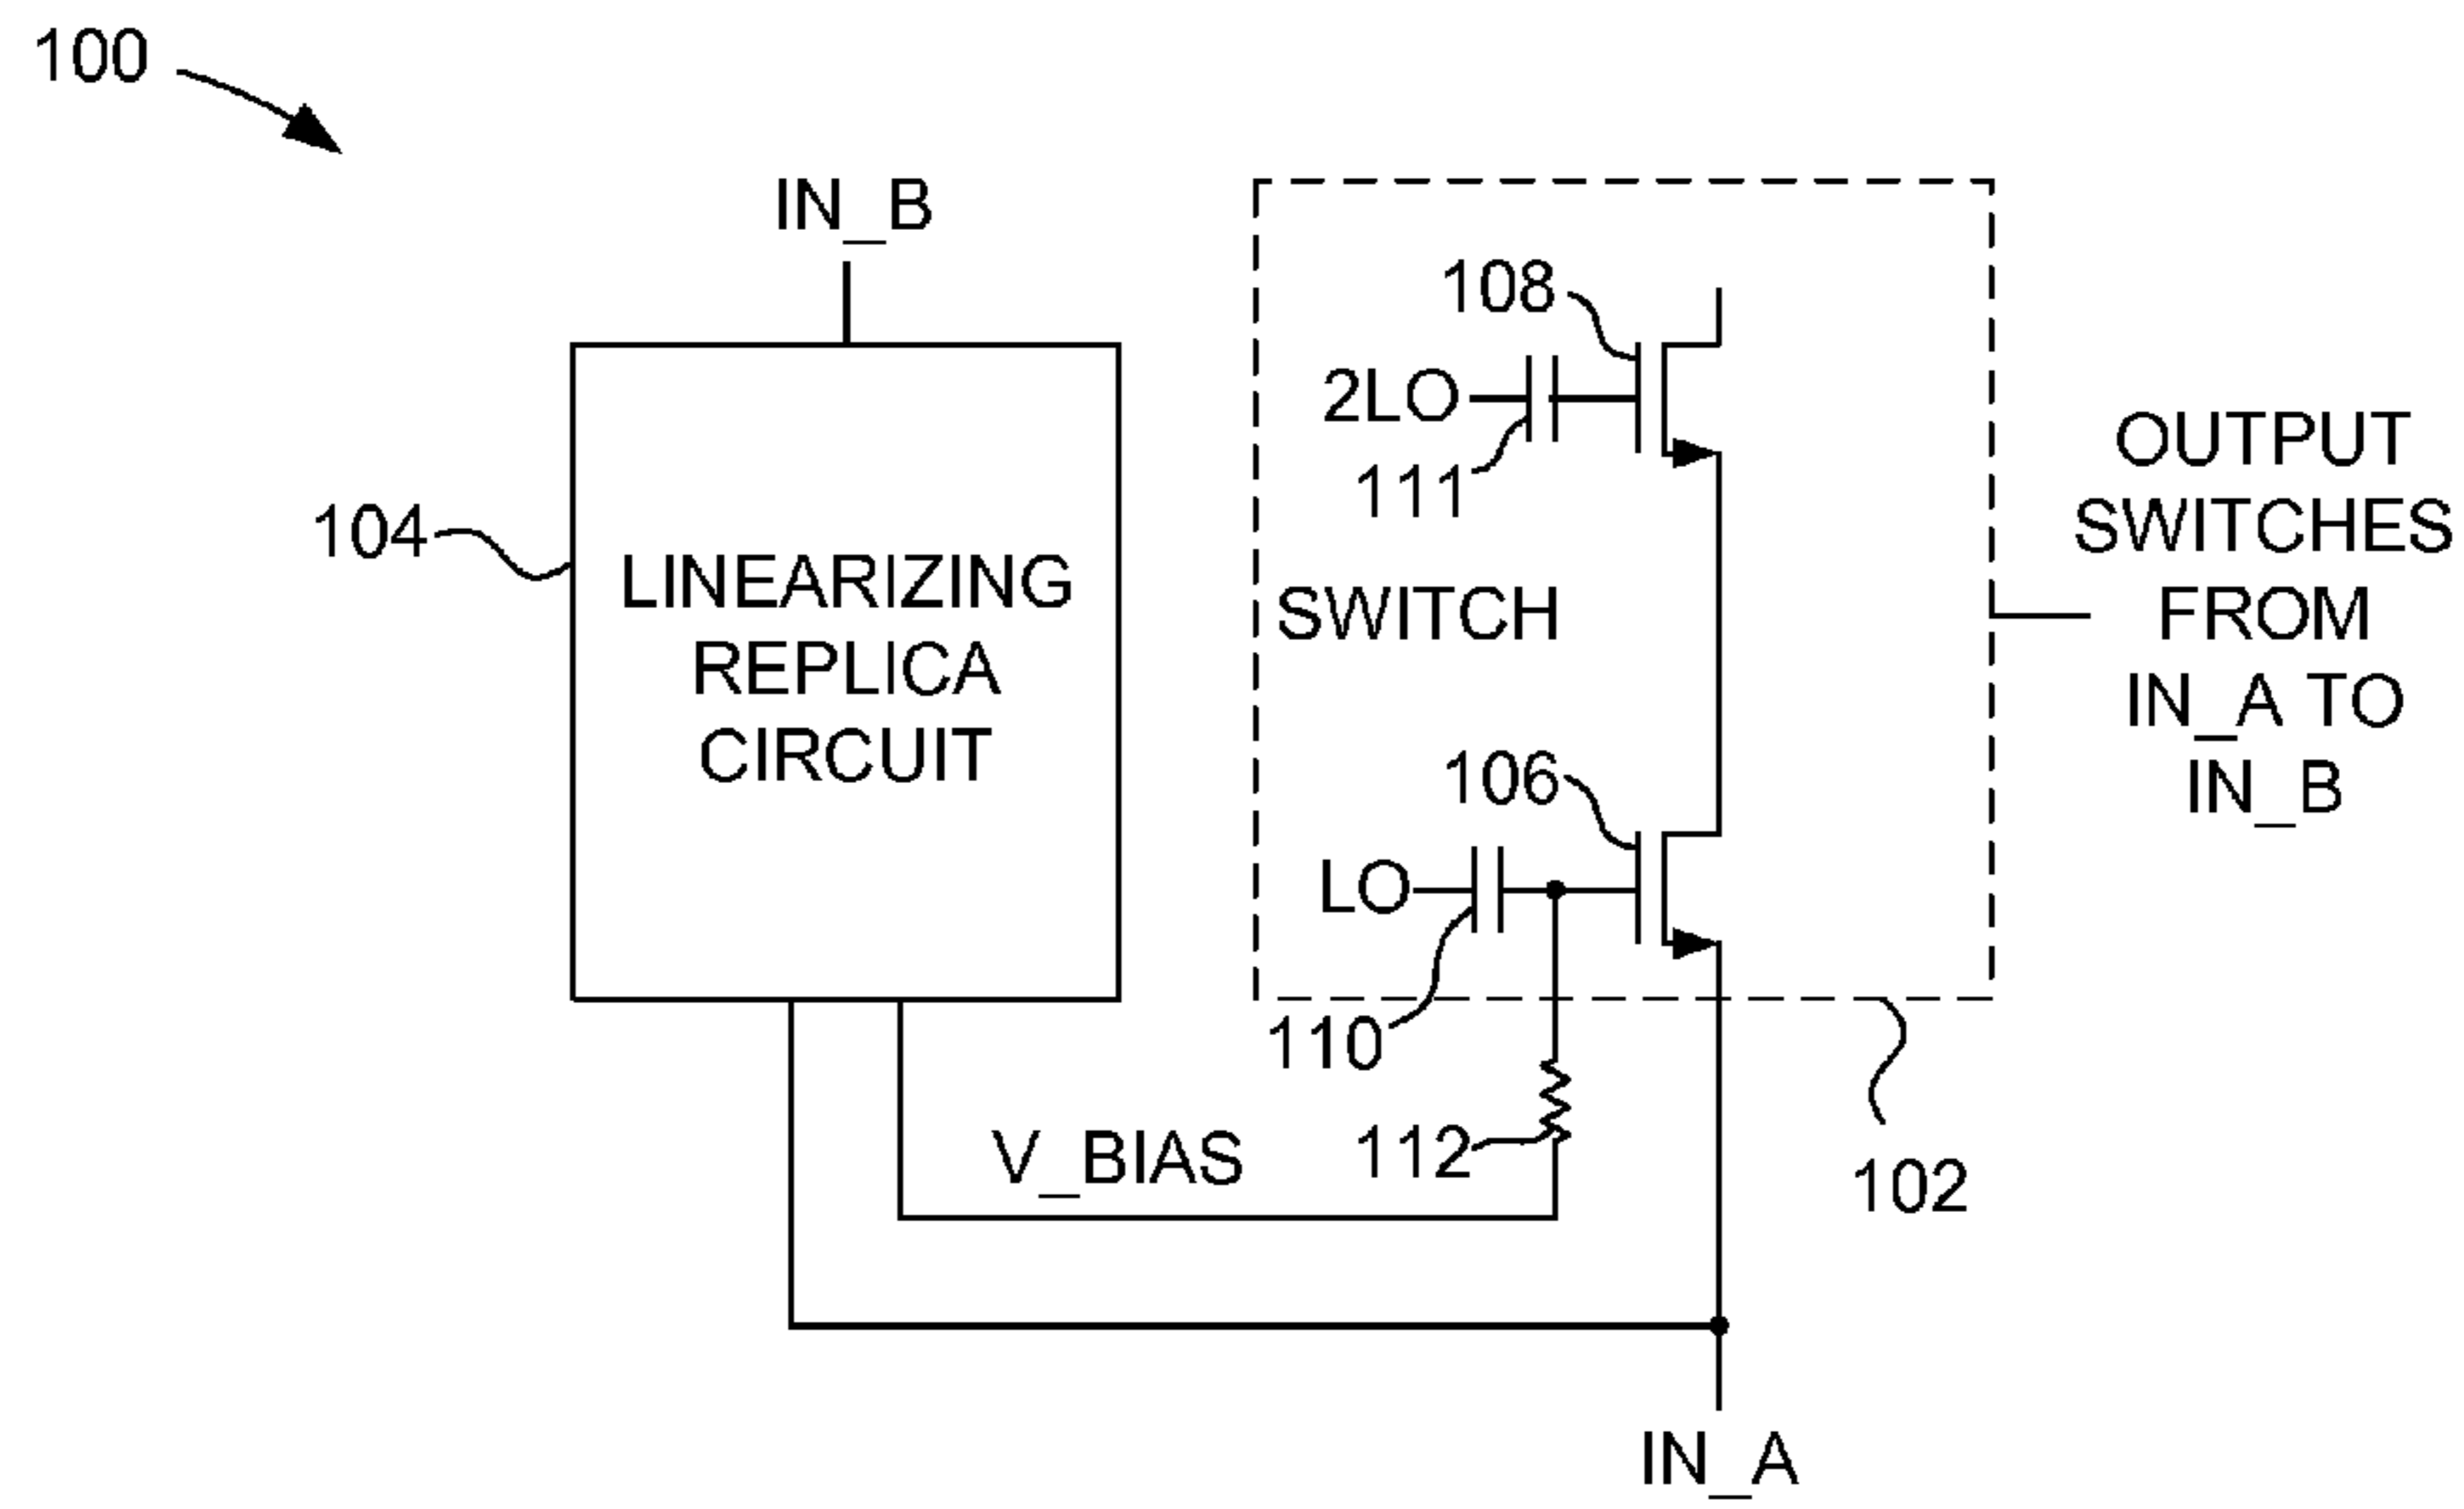 100
IN_B
108
2LO
111
104
LINEARIZING
REPLICA
CIRCUIT
SWITCH
OUTPUT
SWITCHES
FROM
IN_A TO
IN_B
106
LO
110
V_BIAS
112
102
IN_A